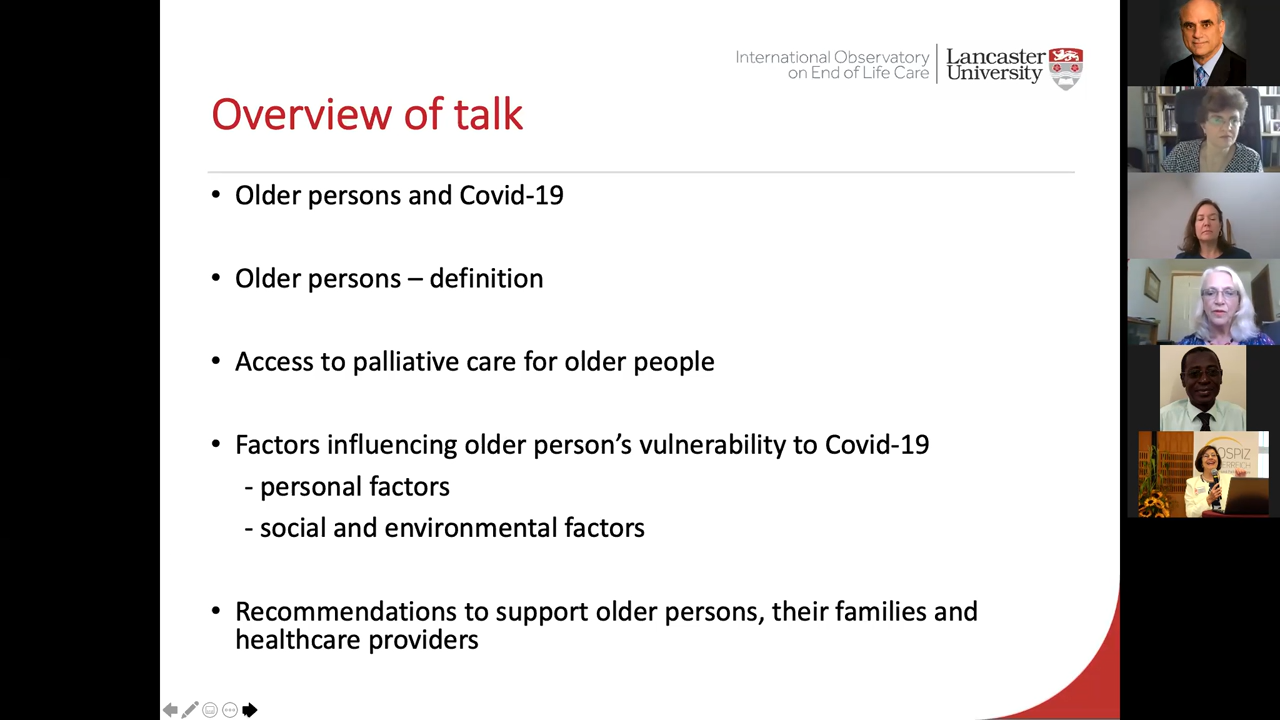 International Observatory
on End of Life Care
Lancaster
University
Overview of talk
• Older persons and Covid-19
• Older persons – definition
• Access to palliative care for older people
• Factors influencing older person’s vulnerability to Covid-19
- personal factors
- social and environmental factors
• Recommendations to support older persons, their families and
healthcare providers
OSPIZ